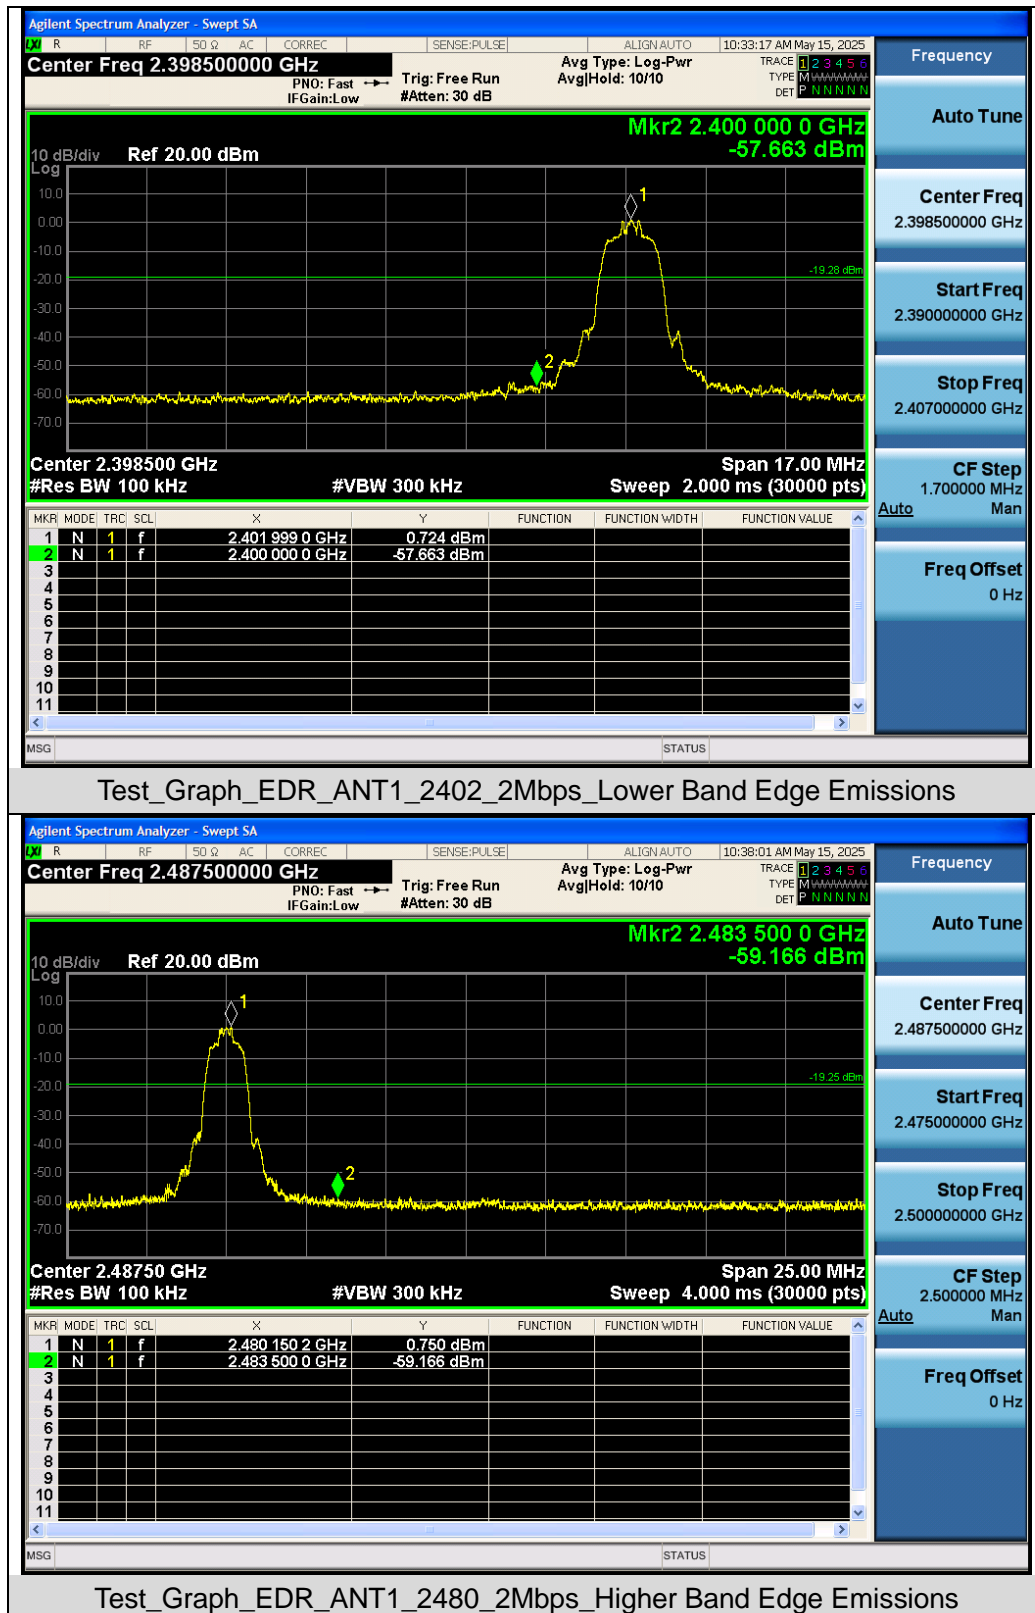 Agilent Spectrum Analyzer - Swept SA
LXI R RF 50 Ω AC CORREC SENSE:PULSE ALIGN AUTO 10:33:17 AM May 15, 2025
Center Freq 2.398500000 GHz
PNO: Fast
IFGain:Low
Trig: Free Run
#Atten: 30 dB
Avg Type: Log-Pwr
Avg|Hold: 10/10
TRACE 1 2 3 4 5 6
TYPE M W W W W W
DET P N N N N N
Mkr2 2.400 000 0 GHz
-57.663 dBm
10 dB/div Ref 20.00 dBm
Log
10.0
0.00
-10.0
-20.0
-30.0
-40.0
-50.0
-60.0
-70.0
1
-19.28 dBm
2
Center 2.398500 GHz Span 17.00 MHz
#Res BW 100 kHz #VBW 300 kHz Sweep 2.000 ms (30000 pts)
MKR MODE TRC SCL X Y FUNCTION FUNCTION WIDTH FUNCTION VALUE
1 N 1 f 2.401 999 0 GHz 0.724 dBm
2 N 1 f 2.400 000 0 GHz -57.663 dBm
3
4
5
6
7
8
9
10
11
MSG STATUS
Frequency
Auto Tune
Center Freq
2.398500000 GHz
Start Freq
2.390000000 GHz
Stop Freq
2.407000000 GHz
CF Step
1.700000 MHz
Auto Man
Freq Offset
0 Hz
Test_Graph_EDR_ANT1_2402_2Mbps_Lower Band Edge Emissions
Agilent Spectrum Analyzer - Swept SA
LXI R RF 50 Ω AC CORREC SENSE:PULSE ALIGN AUTO 10:38:01 AM May 15, 2025
Center Freq 2.487500000 GHz
PNO: Fast
IFGain:Low
Trig: Free Run
#Atten: 30 dB
Avg Type: Log-Pwr
Avg|Hold: 10/10
TRACE 1 2 3 4 5 6
TYPE M W W W W W
DET P N N N N N
Mkr2 2.483 500 0 GHz
-59.166 dBm
10 dB/div Ref 20.00 dBm
Log
10.0
0.00
-10.0
-20.0
-30.0
-40.0
-50.0
-60.0
-70.0
1
-19.25 dBm
2
Center 2.48750 GHz Span 25.00 MHz
#Res BW 100 kHz #VBW 300 kHz Sweep 4.000 ms (30000 pts)
MKR MODE TRC SCL X Y FUNCTION FUNCTION WIDTH FUNCTION VALUE
1 N 1 f 2.480 150 2 GHz 0.750 dBm
2 N 1 f 2.483 500 0 GHz -59.166 dBm
3
4
5
6
7
8
9
10
11
MSG STATUS
Frequency
Auto Tune
Center Freq
2.487500000 GHz
Start Freq
2.475000000 GHz
Stop Freq
2.500000000 GHz
CF Step
2.500000 MHz
Auto Man
Freq Offset
0 Hz
Test_Graph_EDR_ANT1_2480_2Mbps_Higher Band Edge Emissions